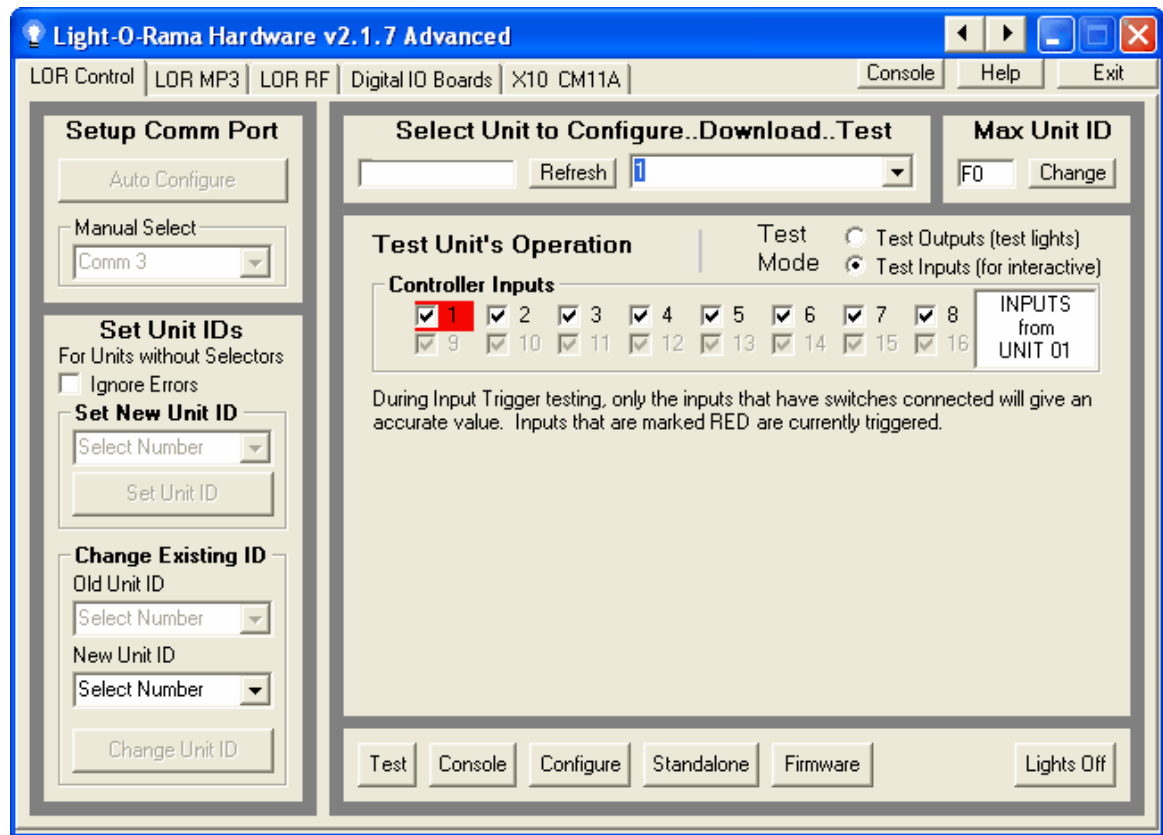 Light-O-Rama Hardware v2.1.7 Advanced
LOR Control LOR MP3 LOR RF Digital IO Boards X10 CM11A Console Help Exit
Setup Comm Port
Auto Configure
Manual Select
Comm 3
Set Unit IDs
For Units without Selectors
Ignore Errors
Set New Unit ID
Select Number
Set Unit ID
Change Existing ID
Old Unit ID
Select Number
New Unit ID
Select Number
Change Unit ID
Select Unit to Configure..Download..Test
Refresh 1
Max Unit ID
F0 Change
Test Unit's Operation
Test Mode
Test Outputs (test lights)
Test Inputs (for interactive)
Controller Inputs
1 2 3 4 5 6 7 8
9 10 11 12 13 14 15 16
INPUTS
from
UNIT 01
During Input Trigger testing, only the inputs that have switches connected will give an
accurate value. Inputs that are marked RED are currently triggered.
Test Console Configure Standalone Firmware Lights Off